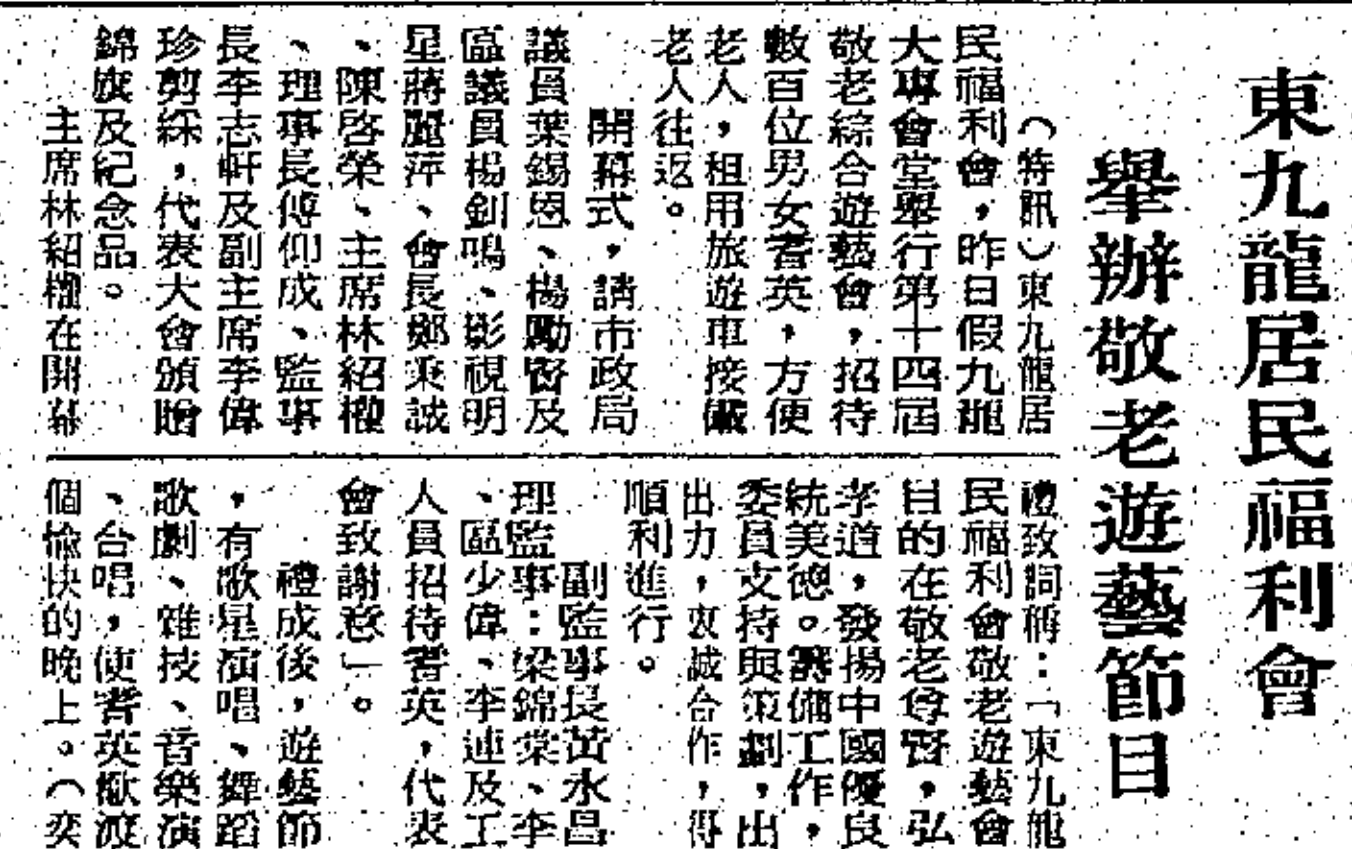 東九龍居民福利會
舉辦敬老遊藝節目
（特訊）東九龍居
民福利會，昨日假九龍
大專會堂舉行第十四屆
敬老綜合遊藝會，招待
數百位男女耆英，方便
老人，租用旅遊車接載
老人往返。
開幕式，請市政局
議員葉錫恩、楊勵賢及
區議員楊釗鳴、影視明
星蔣麗萍、會長鄭秉誠
、陳啓榮、主席林紹權
、理事長傅仰成、監事
長李志軒及副主席李偉
珍剪綵，代表大會頒贈
錦旗及紀念品。
主席林紹權在開幕
禮致詞稱：「東九龍
民福利會敬老遊藝會
目的在敬老尊賢，弘
孝道，發揚中國優良
統美德。籌備工作，
委員支持與策劃，出
出力，衷誠合作，得
順利進行。
副監事長黃永昌
理監事：梁錦棠、李
、區少偉、李連及工
人員招待耆英，代表
會致謝意」。
禮成後，遊藝節
，有歌星演唱、舞蹈
歌劇、雜技、音樂演
、台唱，使耆英歡渡
個愉快的晚上。（奕